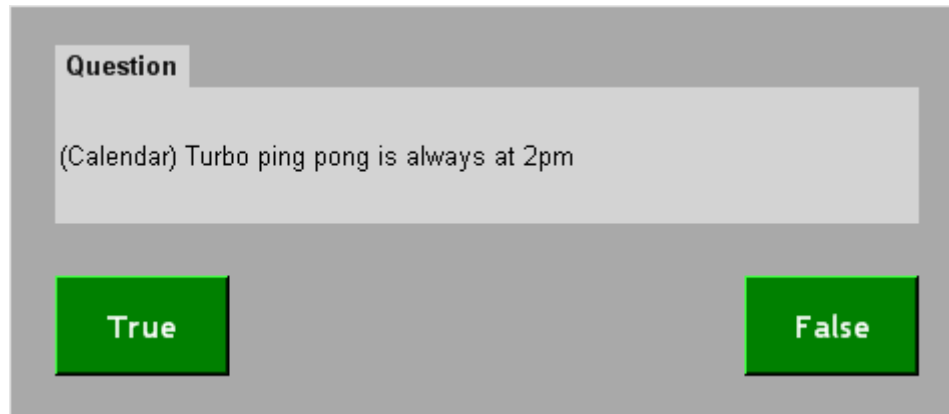 Question
(Calendar) Turbo ping pong is always at 2pm
True
False